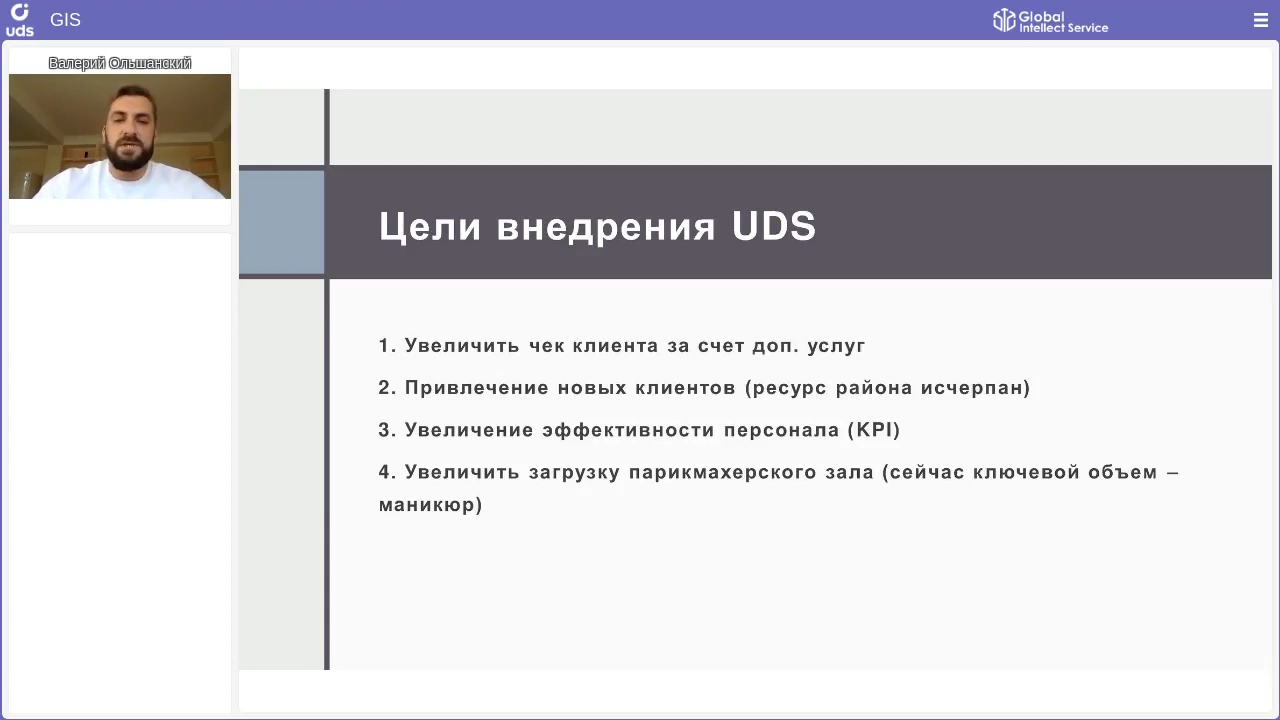 uds
GIS
Global
Intellect Service
Валерий Ольшанский
Цели внедрения UDS
1. Увеличить чек клиента за счет доп. услуг
2. Привлечение новых клиентов (ресурс района исчерпан)
3. Увеличение эффективности персонала (KPI)
4. Увеличить загрузку парикмахерского зала (сейчас ключевой объем –
маникюр)